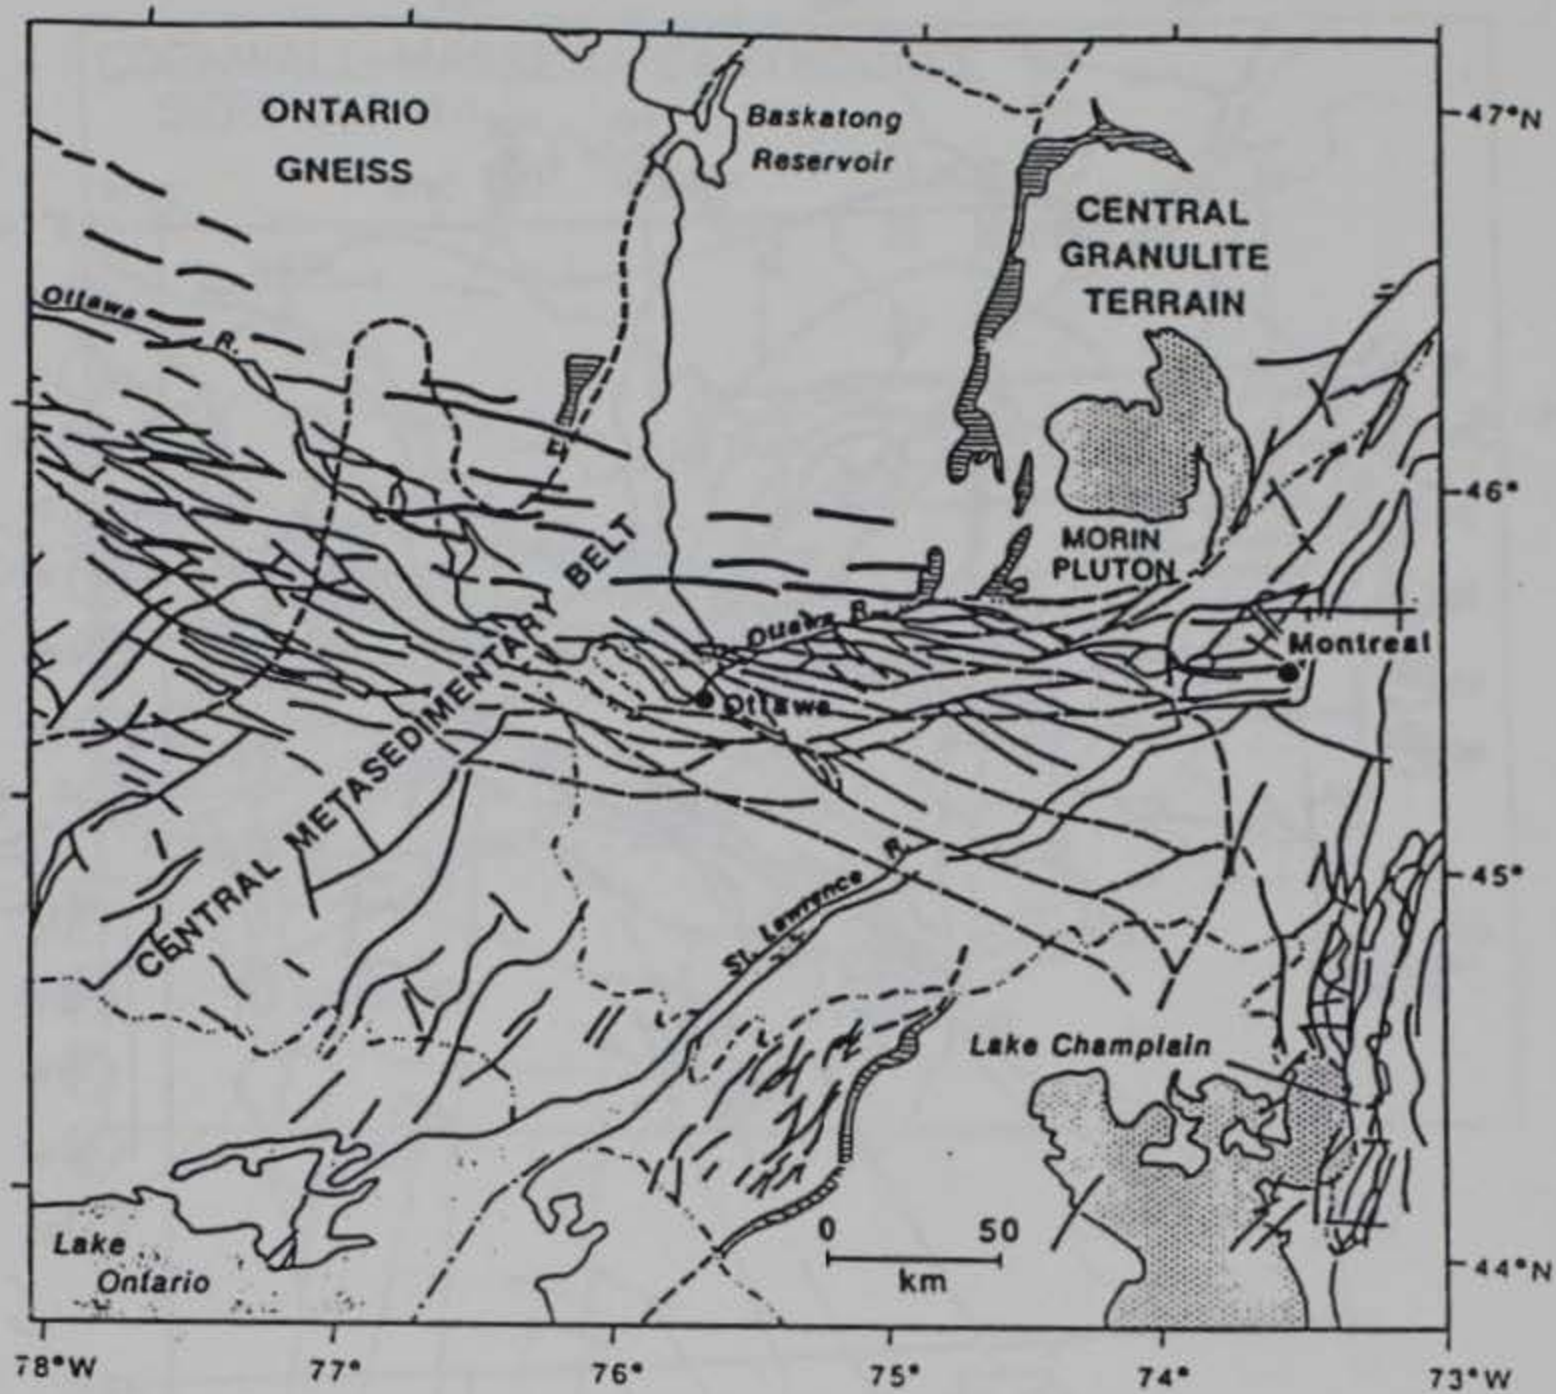 ONTARIO
GNEISS
Baskatong
Reservoir
47°N
CENTRAL
GRANULITE
TERRAIN
Ottawa R.
46°
MORIN
PLUTON
CENTRAL METASEDIMENTARY BELT
Ottawa R.
Montreal
Ottawa
45°
St. Lawrence R.
Lake Champlain
0 50
km
Lake
Ontario
44°N
78°W 77° 76° 75° 74° 73°W